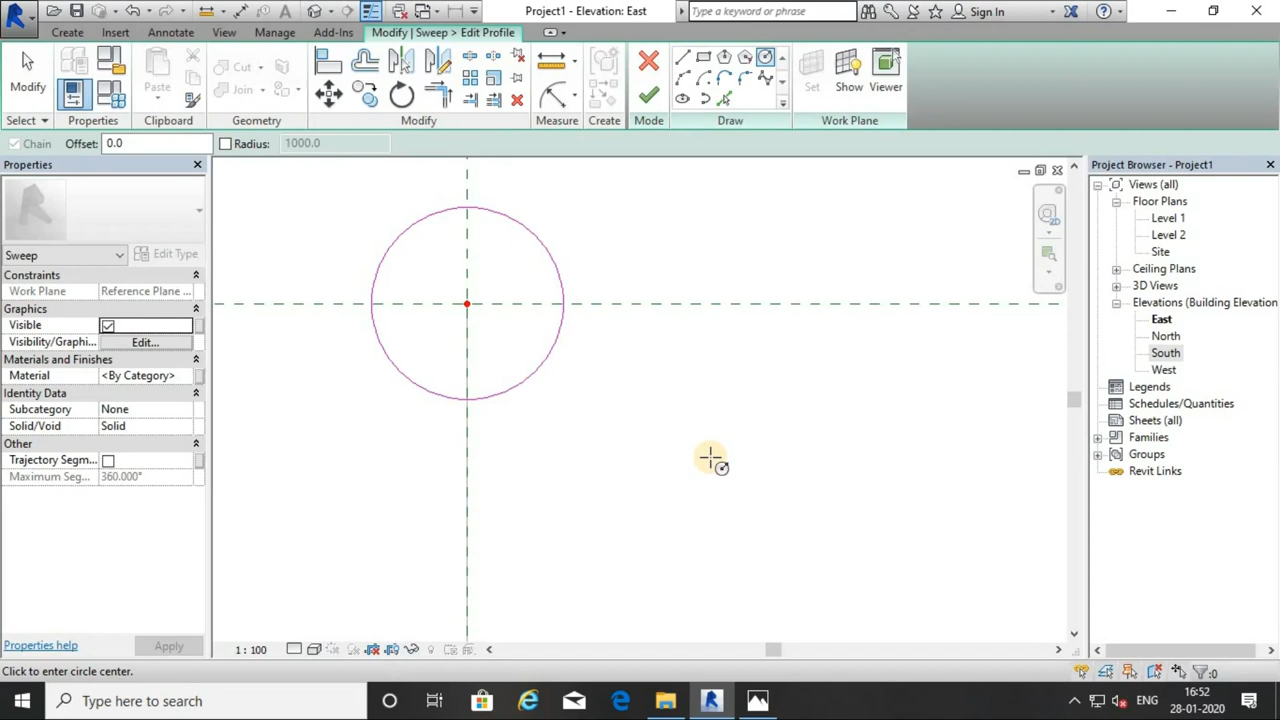 Project1 - Elevation: East
Type a keyword or phrase
Sign In
Create Insert Annotate View Manage Add-Ins Modify | Sweep > Edit Profile
Modify
Paste
Cut
Join
Set Show Viewer
Select Properties Clipboard Geometry Modify Measure Create Mode Draw Work Plane
Chain Offset: 0.0 Radius: 1000.0
Properties
Sweep
Edit Type
Constraints
Work Plane Reference Plane ...
Graphics
Visible
Visibility/Graphi... Edit...
Materials and Finishes
Material <By Category>
Identity Data
Subcategory None
Solid/Void Solid
Other
Trajectory Segm...
Maximum Seg... 360.000°
Properties help Apply
Project Browser - Project1
Views (all)
Floor Plans
Level 1
Level 2
Site
Ceiling Plans
3D Views
Elevations (Building Elevation
East
North
South
West
Legends
Schedules/Quantities
Sheets (all)
Families
Groups
Revit Links
1 : 100
Click to enter circle center.
:0
Type here to search
ENG
16:52
28-01-2020